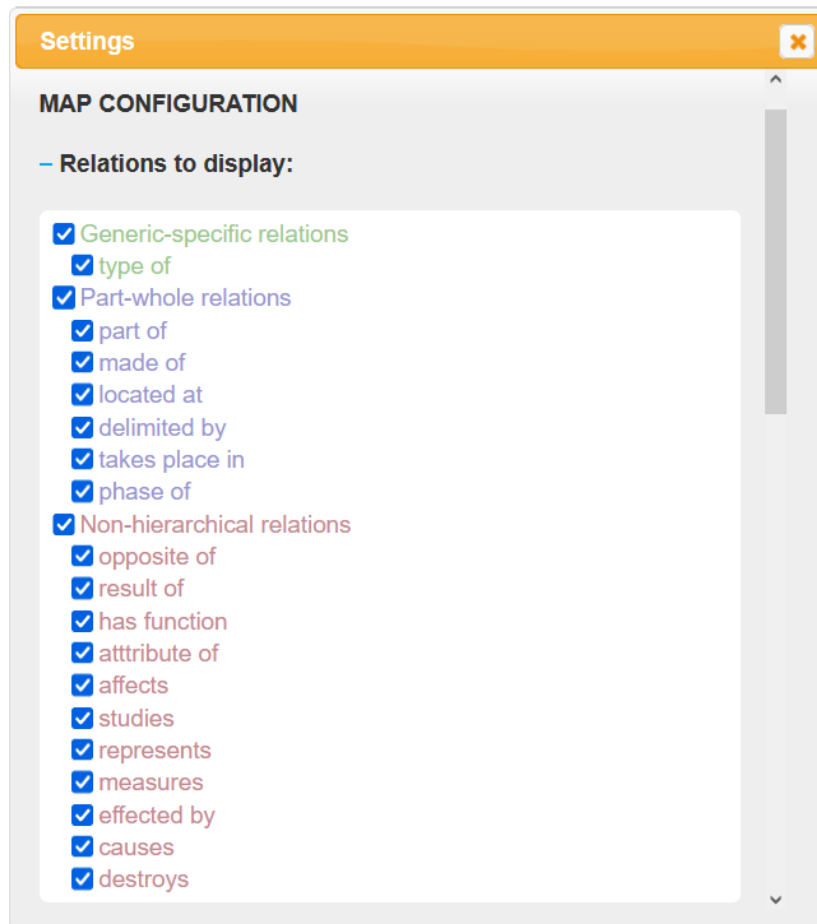 Settings
MAP CONFIGURATION
– Relations to display:
Generic-specific relations
type of
Part-whole relations
part of
made of
located at
delimited by
takes place in
phase of
Non-hierarchical relations
opposite of
result of
has function
atttribute of
affects
studies
represents
measures
effected by
causes
destroys